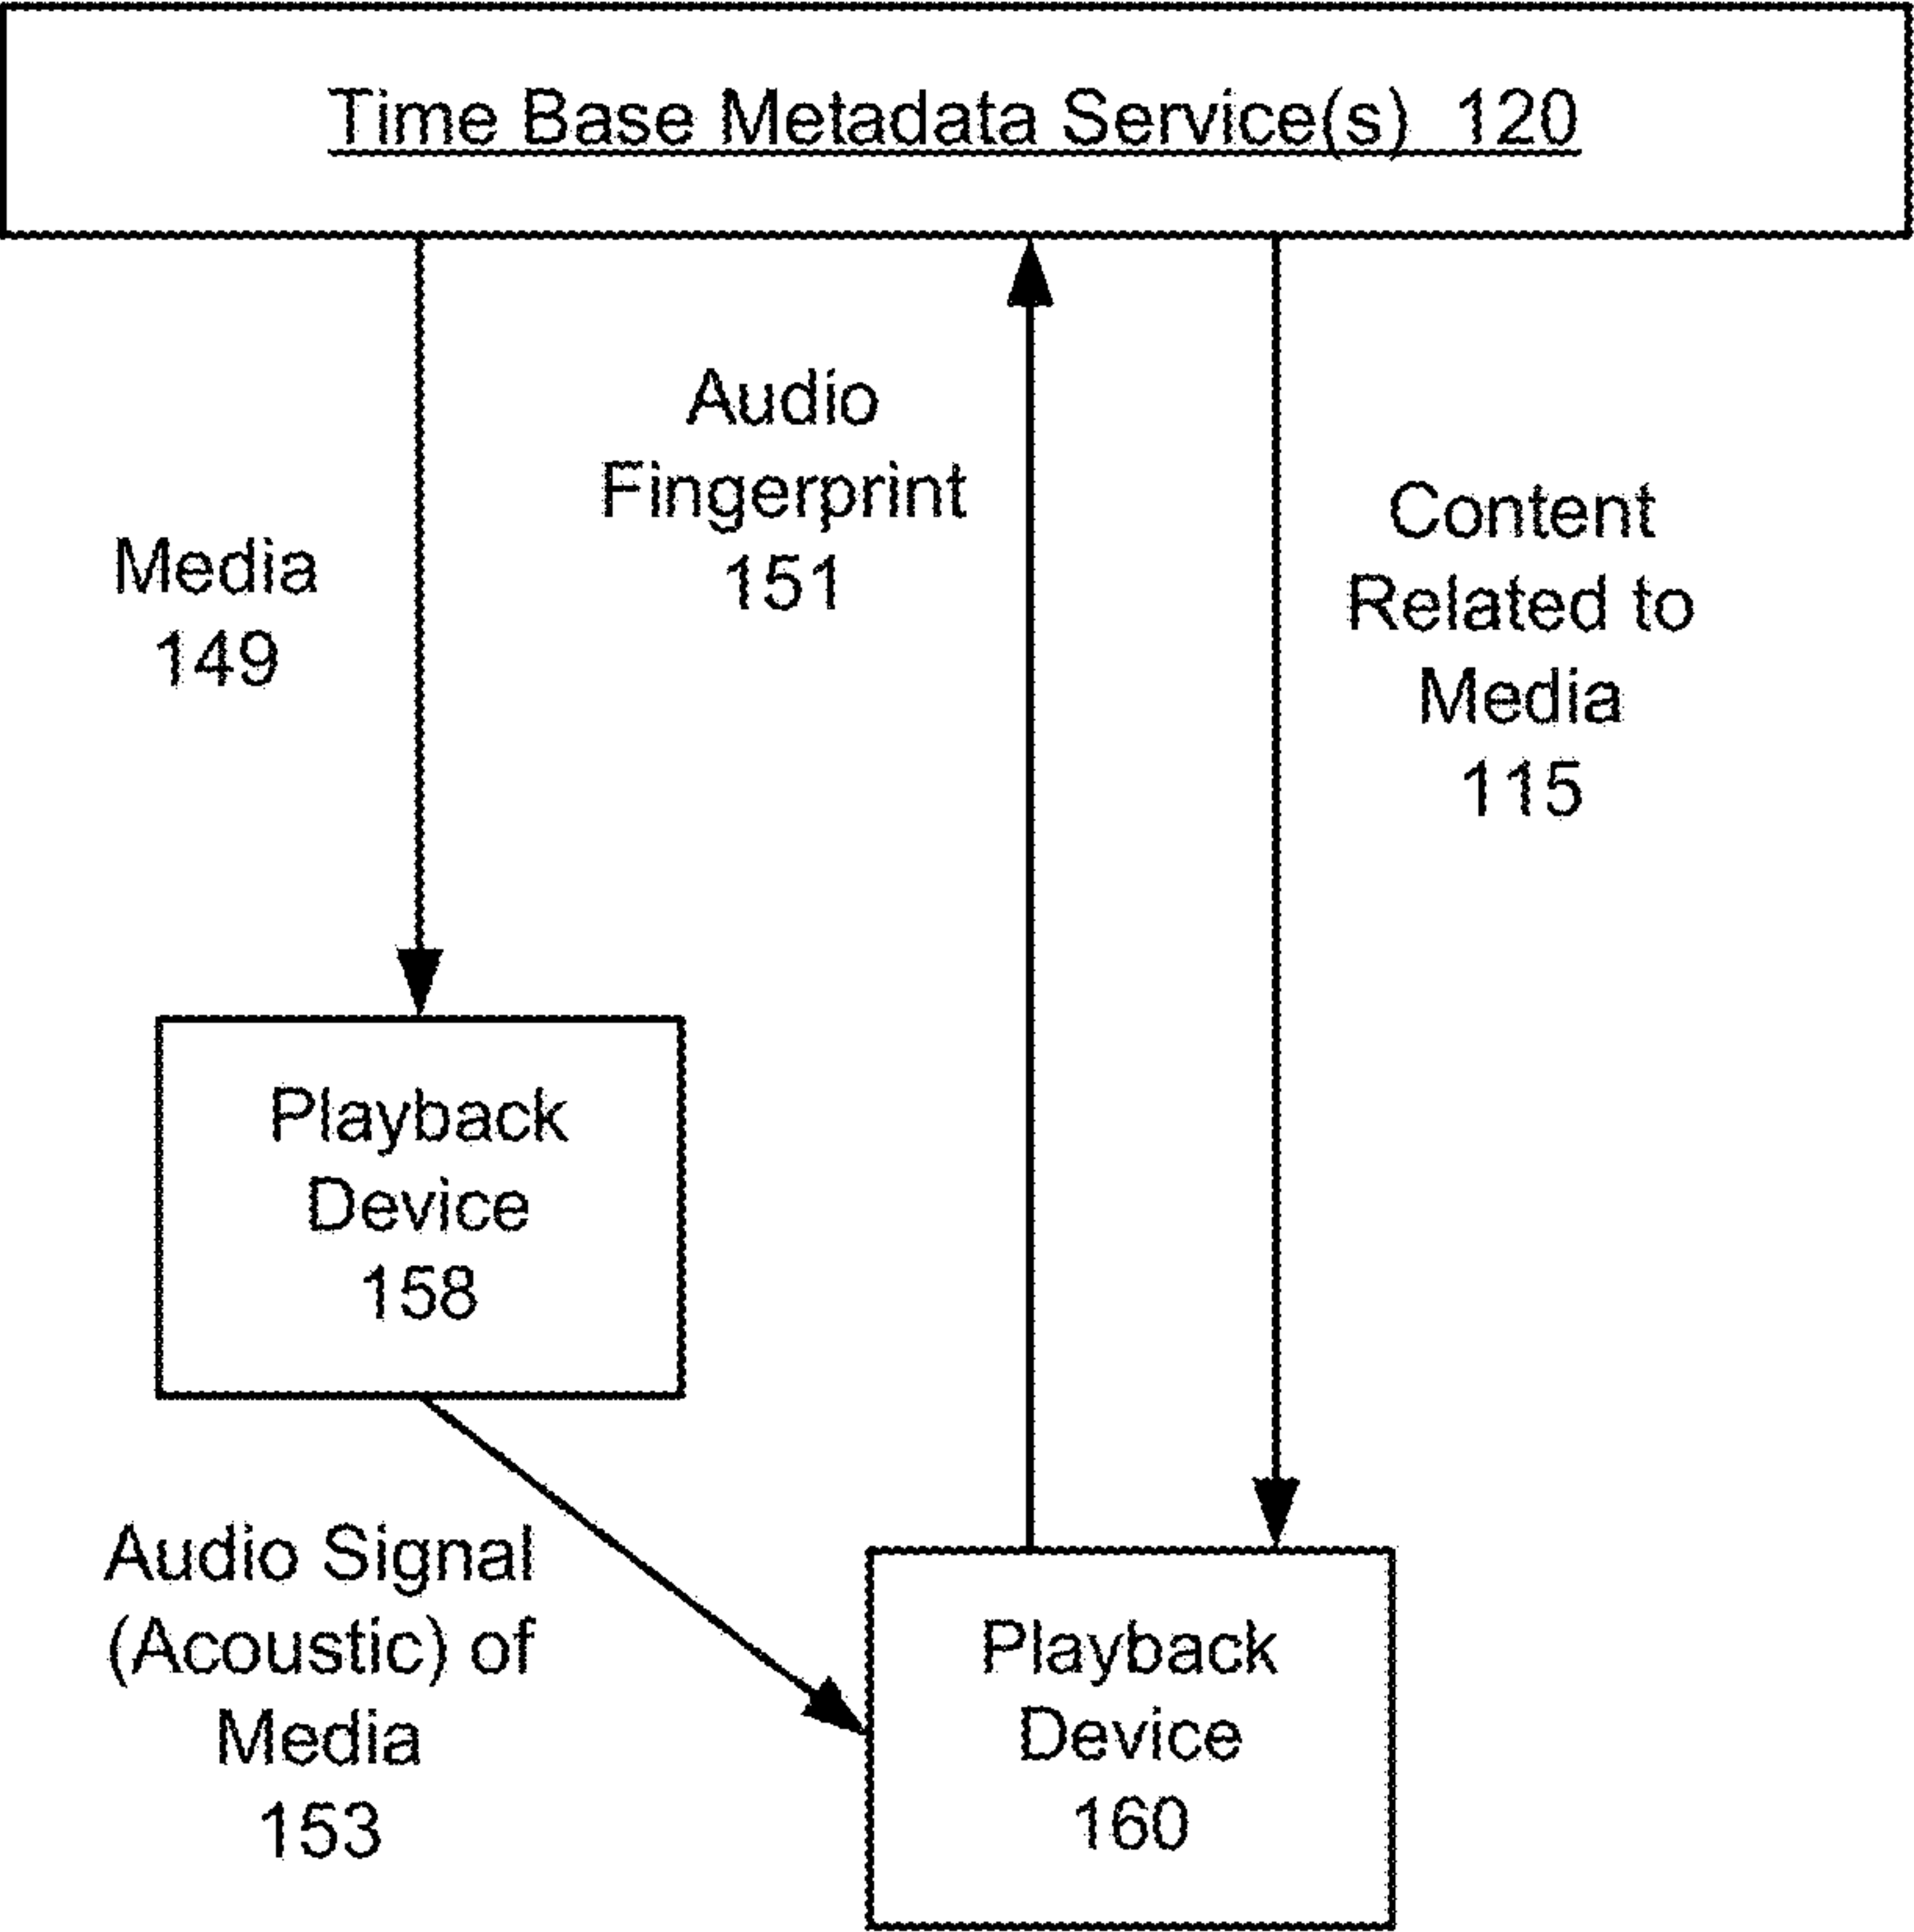 Time Base Metadata Service(s) 120
Audio
Fingerprint
151
Content
Related to
Media
115
Media
149
Playback
Device
158
Audio Signal
(Acoustic) of
Media
153
Playback
Device
160